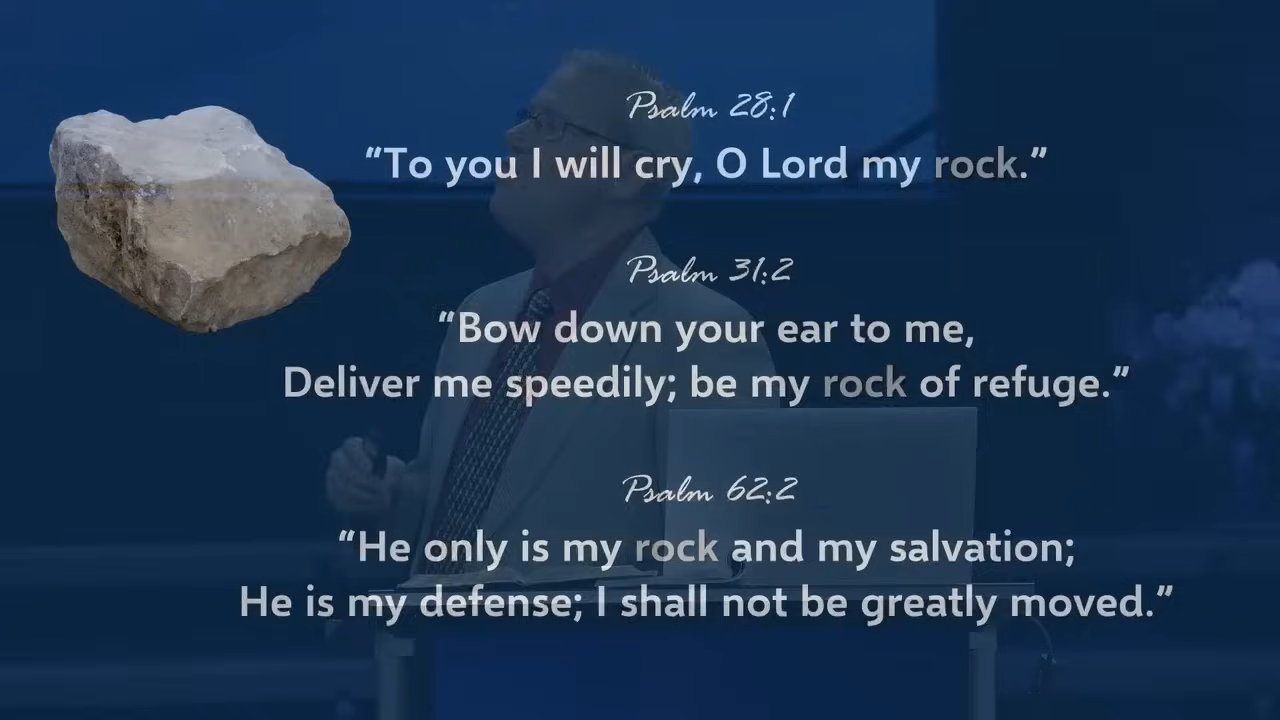 Psalm 28:1
“To you I will cry, O Lord my rock.”
Psalm 31:2
“Bow down your ear to me,
Deliver me speedily; be my rock of refuge.”
Psalm 62:2
“He only is my rock and my salvation;
He is my defense; I shall not be greatly moved.”